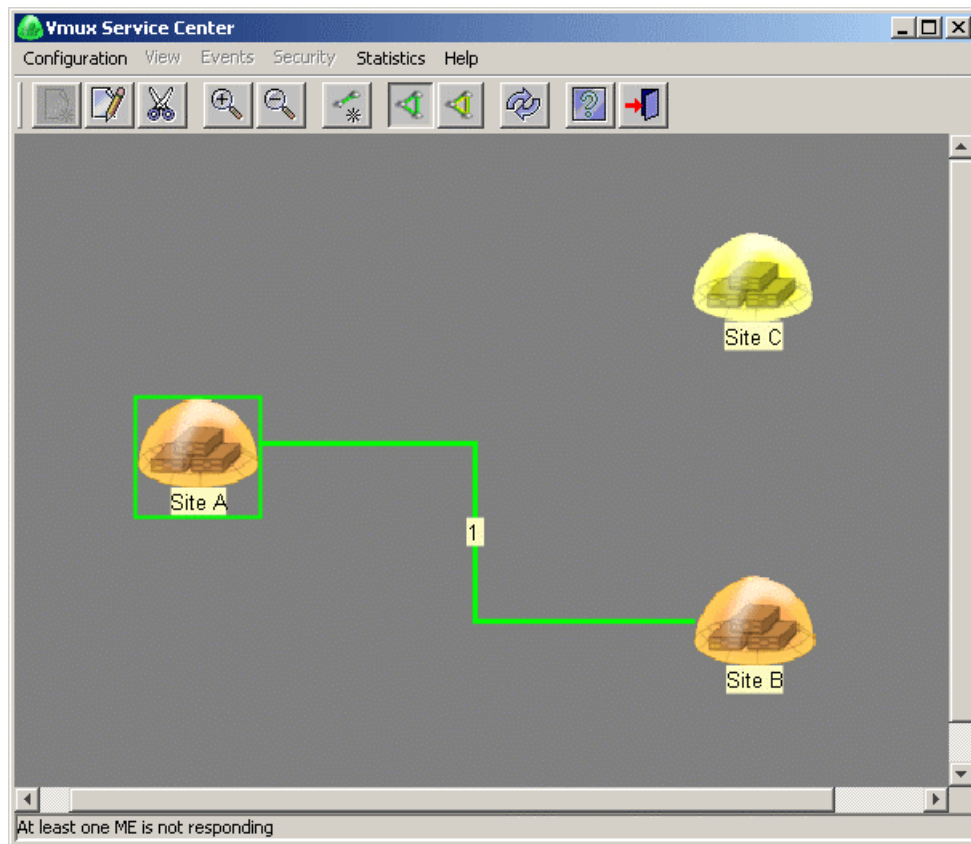 Vmux Service Center
Configuration View Events Security Statistics Help
Site C
Site A
1
Site B
At least one ME is not responding